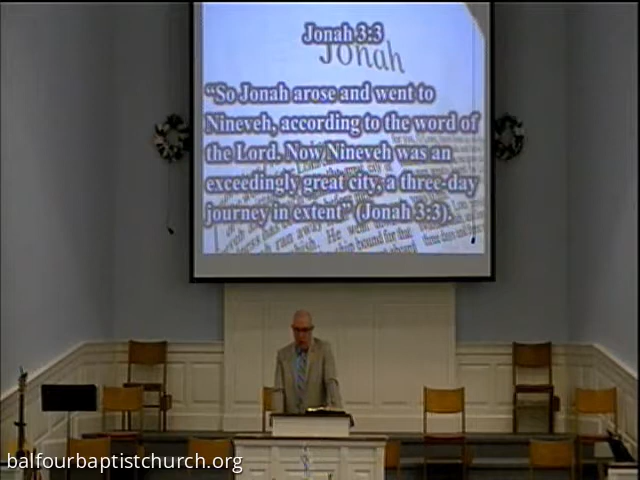 Jonah 3:3
Jonah
“So Jonah arose and went to
Nineveh, according to the word of
the Lord. Now Nineveh was an
exceedingly great city, a three-day
journey in extent” (Jonah 3:3).
balfourbaptistchurch.org